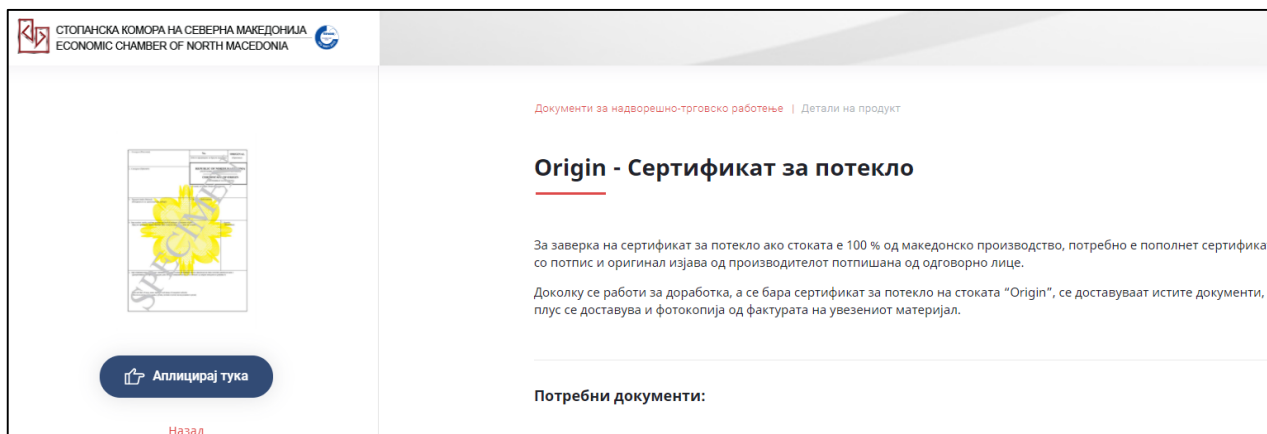 СТОПАНСКА КОМОРА НА СЕВЕРНА МАКЕДОНИЈА
ECONOMIC CHAMBER OF NORTH MACEDONIA
Документи за надворешно-трговско работење | Детали на продукт
SPECIMEN
Origin - Сертификат за потекло
За заверка на сертификат за потекло ако стоката е 100 % од македонско производство, потребно е пополнет сертификат
со потпис и оригинал изјава од производителот потпишана од одговорно лице.
Доколку се работи за доработка, а се бара сертификат за потекло на стоката “Origin”, се доставуваат истите документи,
плус се доставува и фотокопија од фактурата на увезениот материјал.
Аплицирај тука
Потребни документи:
Назад